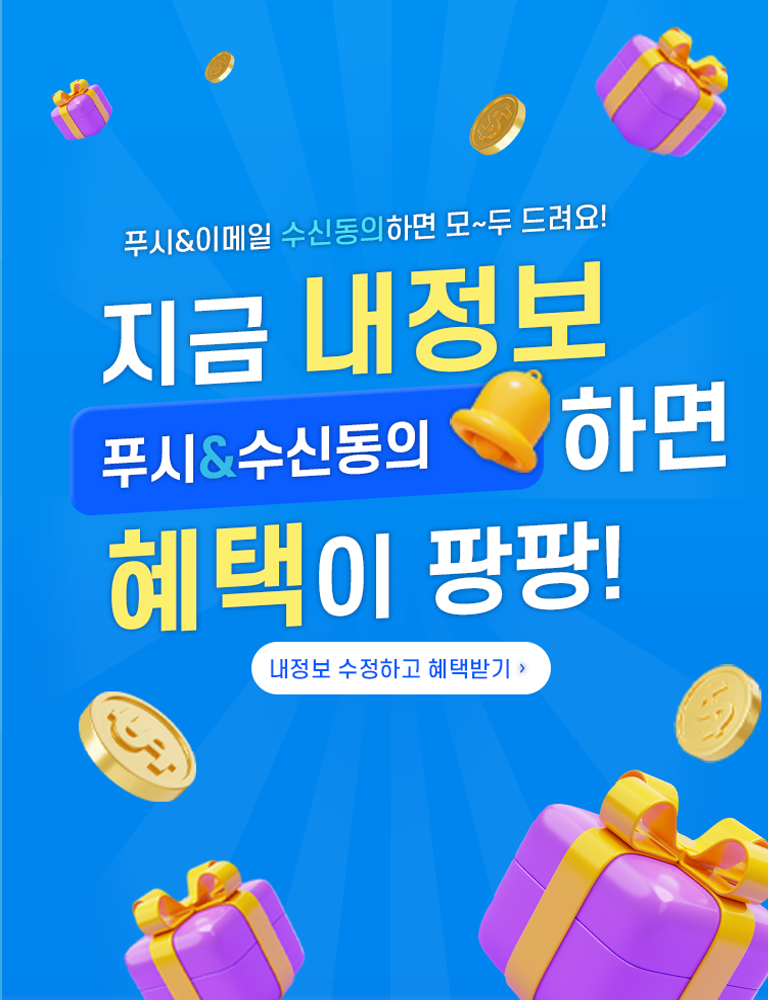 푸시&이메일 수신동의하면 모~두 드려요!
지금 내정보
푸시&수신동의 하면
혜택이 팡팡!
내정보 수정하고 혜택받기 ›